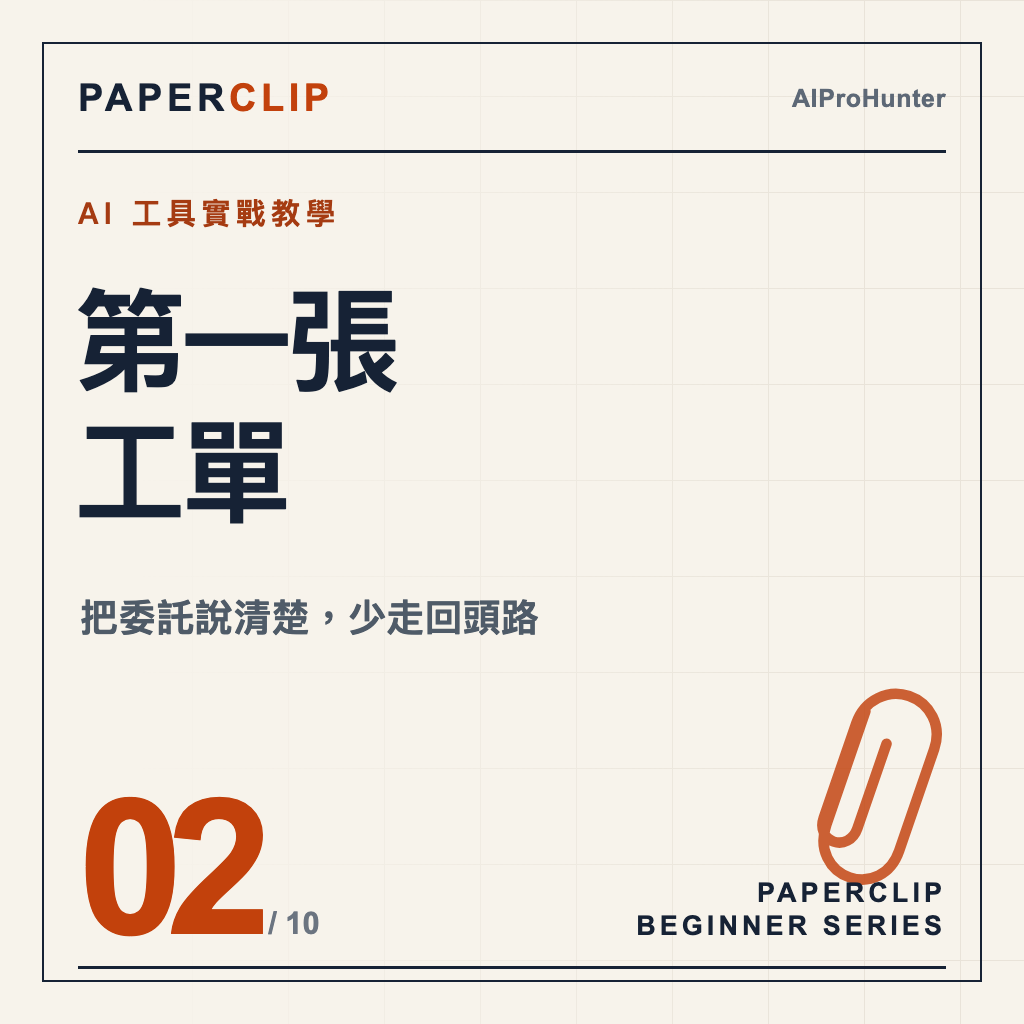 PAPERCLIP
AIProHunter
AI 工具實戰教學
第一張
工單
把委託說清楚，少走回頭路
02 / 10
PAPERCLIP
BEGINNER SERIES